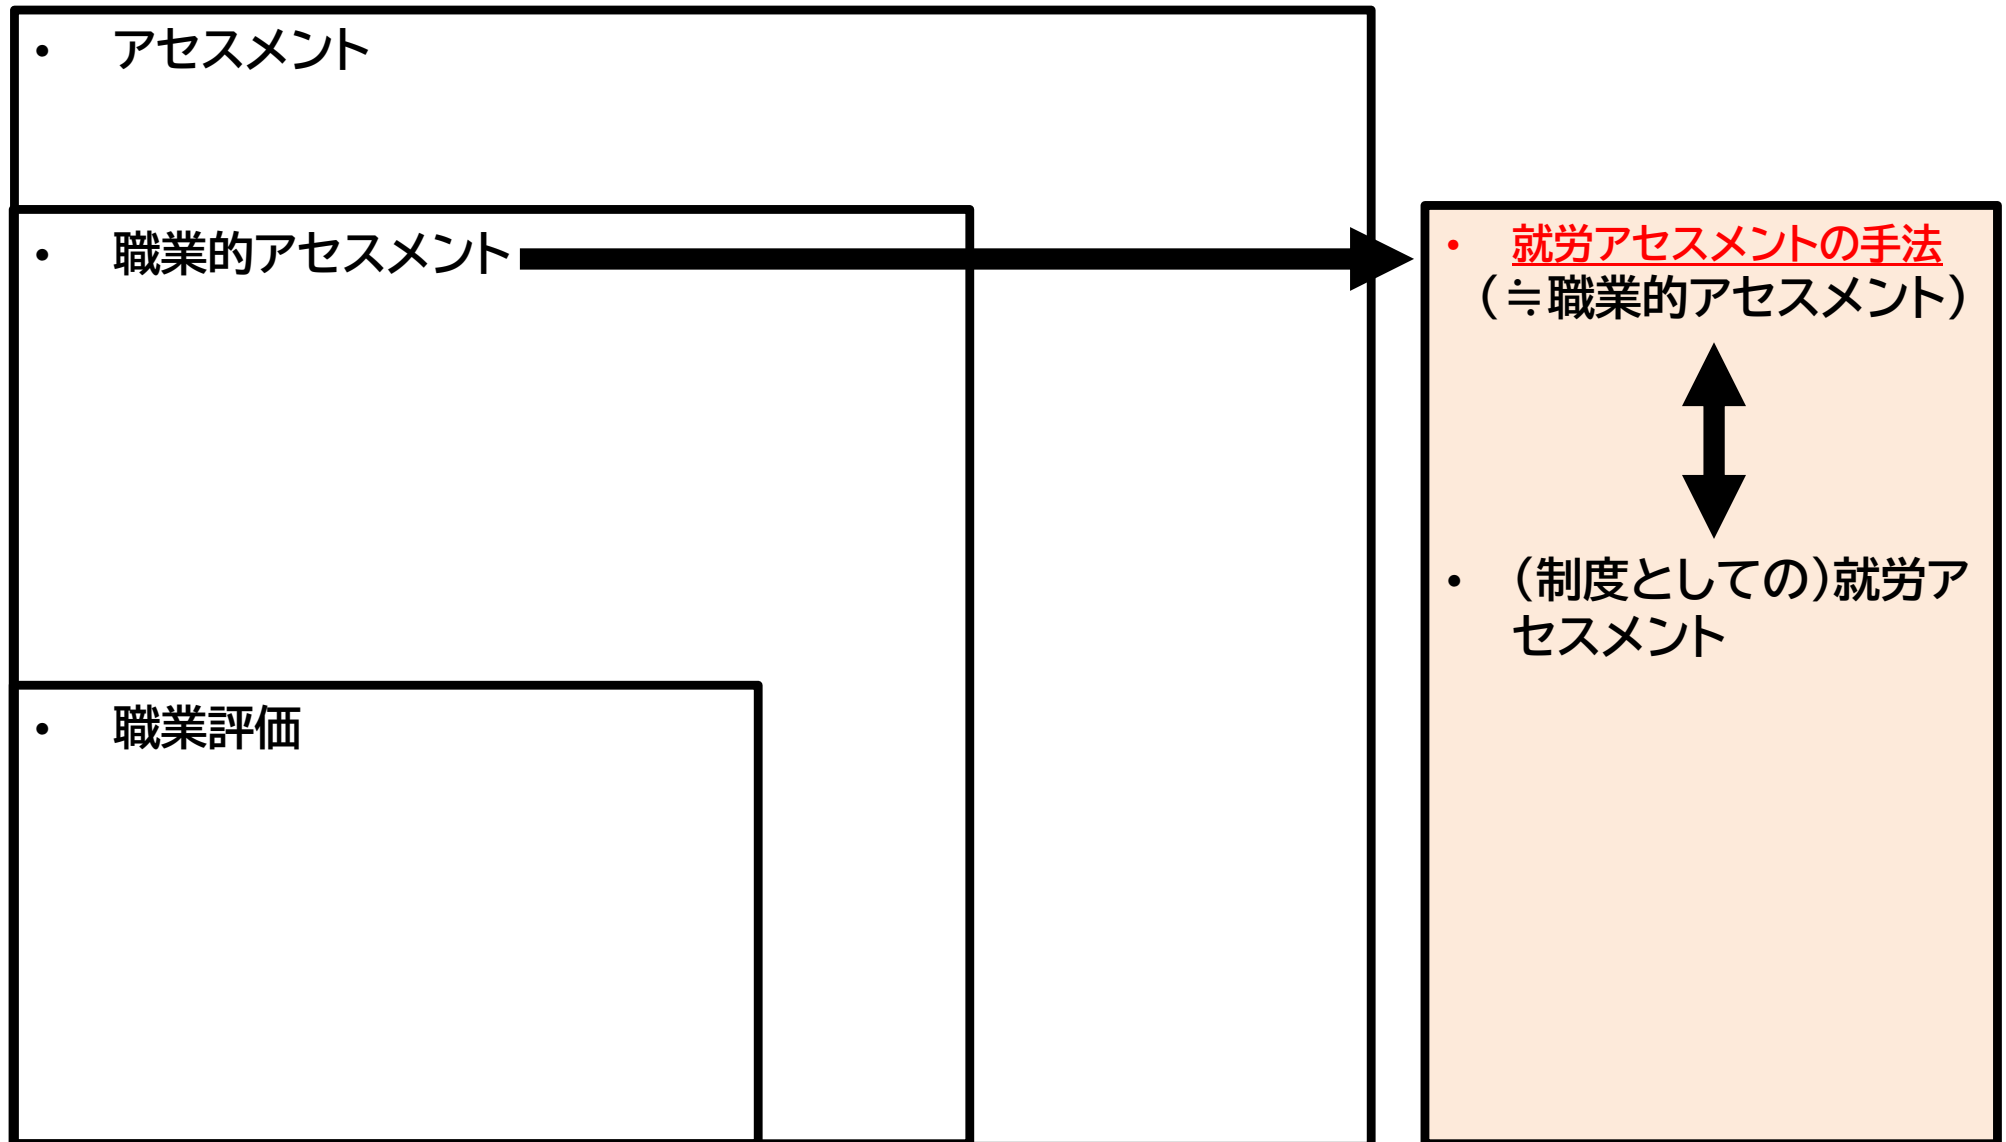 • アセスメント
• 職業的アセスメント
• 職業評価
• 就労アセスメントの手法
（≒職業的アセスメント）
• （制度としての）就労ア
セスメント